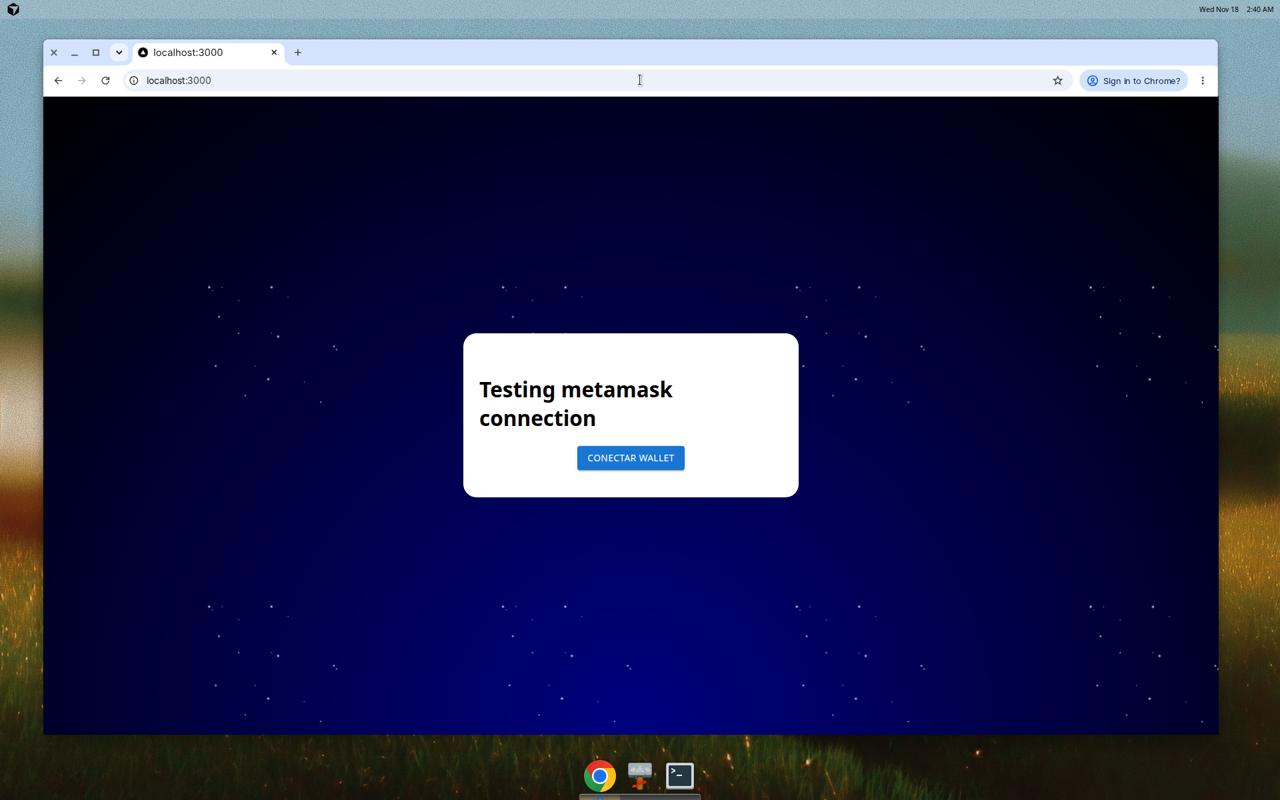 Wed Nov 18 2:40 AM
localhost:3000
localhost:3000
Sign in to Chrome?
Testing metamask
connection
CONECTAR WALLET